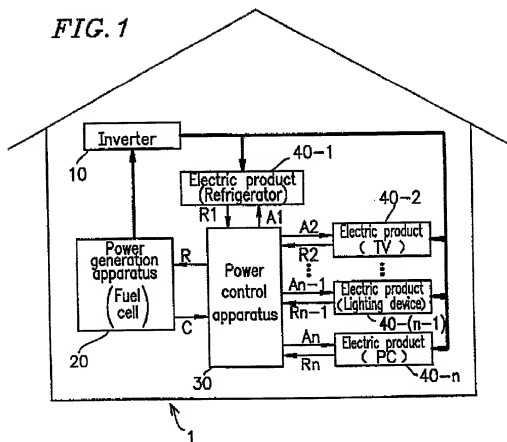 FIG. 1
Inverter
10
40-1
Electric product
(Refrigerator)
R1
A1
40-2
A2
Electric product
(TV)
R2
Power
generation
apparatus
(Fuel
cell)
R
C
20
Power
control
apparatus
30
An-1
Electric product
(Lighting device)
Rn-1
40-(n-1)
An
Electric product
(PC)
Rn
40-n
1